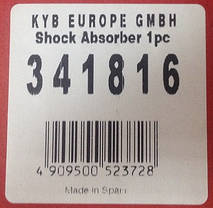 KYB EUROPE GMBH
Shock Absorber 1pc
341816
4 909500 523728
Made in Spain